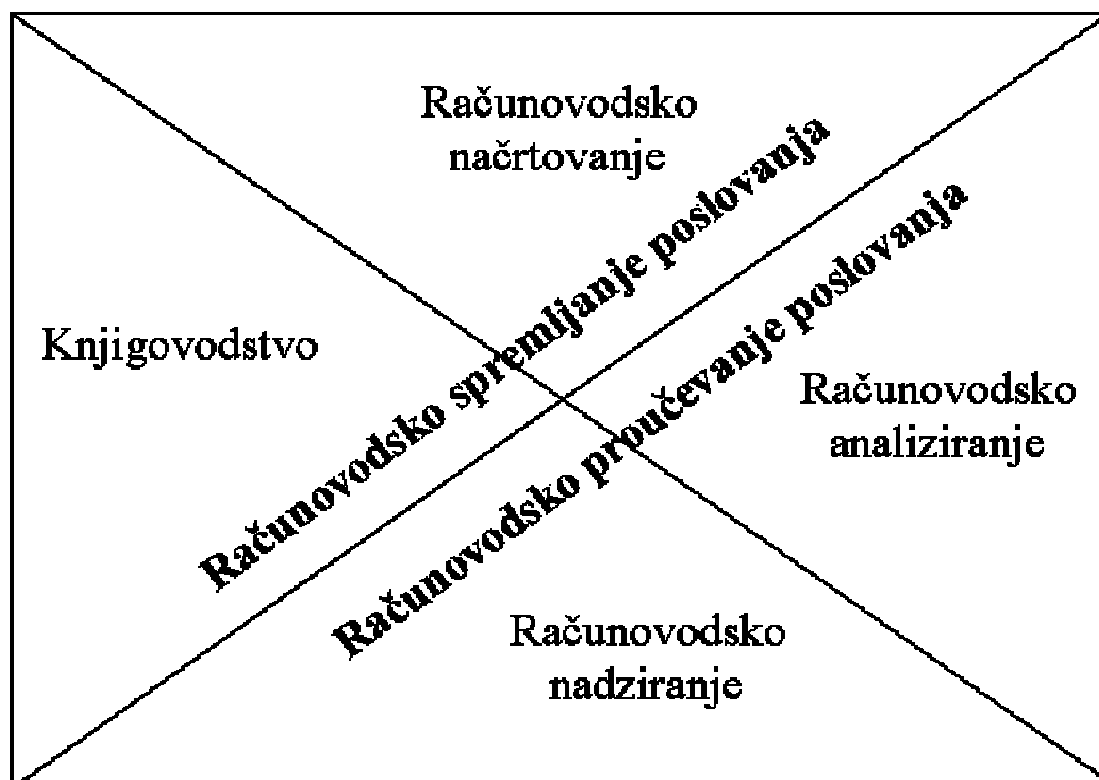 Računovodsko
načrtovanje
Računovodsko spremljanje poslovanja
Računovodsko proučevanje poslovanja
Knjigovodstvo
Računovodsko
analiziranje
Računovodsko
nadziranje